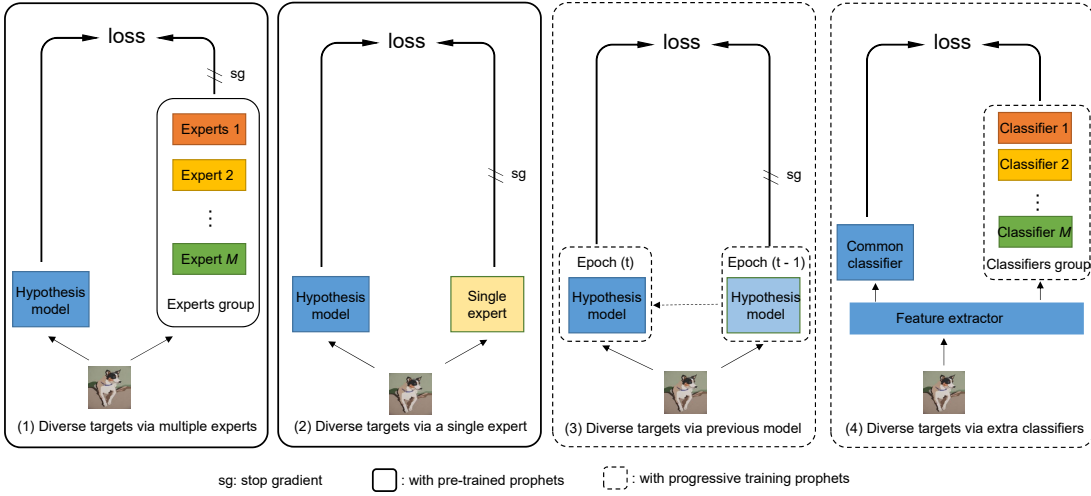 loss
sg
Experts 1
Expert 2
⋮
Expert M
Experts group
Hypothesis
model
(1) Diverse targets via multiple experts
loss
sg
Hypothesis
model
Single
expert
(2) Diverse targets via a single expert
loss
sg
Epoch (t)
Hypothesis
model
Epoch (t - 1)
Hypothesis
model
(3) Diverse targets via previous model
loss
Classifier 1
Classifier 2
⋮
Classifier M
Classifiers group
Common
classifier
Feature extractor
(4) Diverse targets via extra classifiers
sg: stop gradient
: with pre-trained prophets
: with progressive training prophets